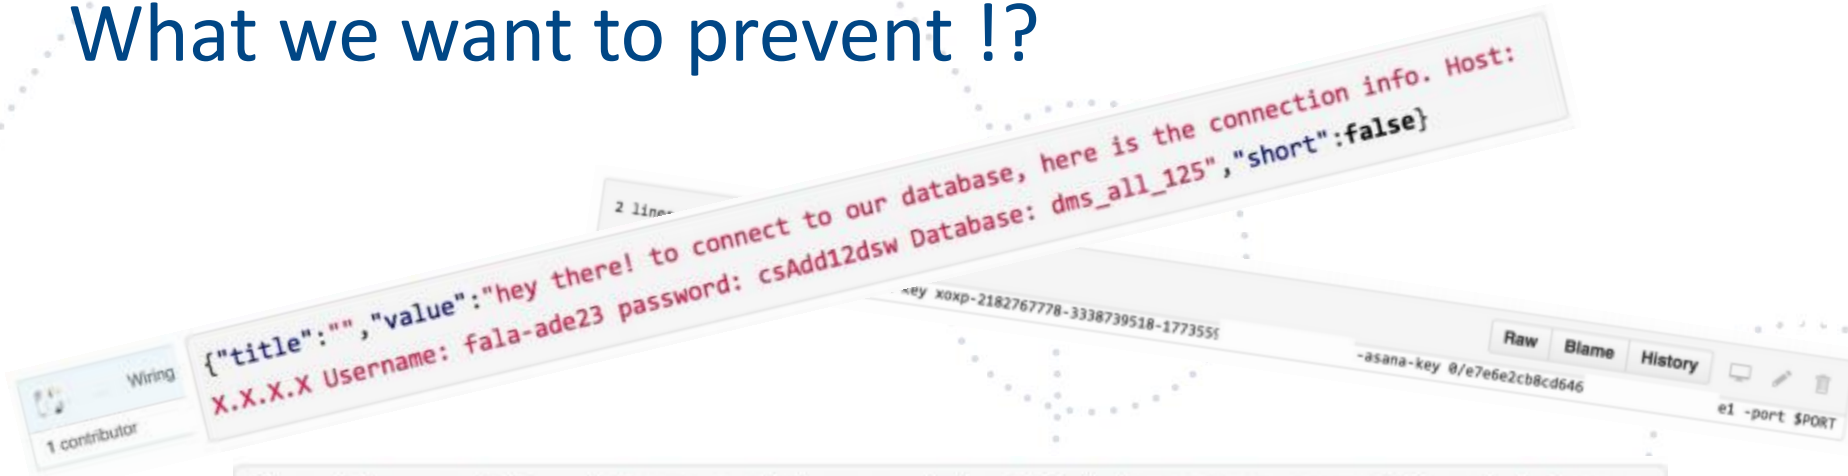 What we want to prevent !?
{"title":"","value":"hey there! to connect to our database, here is the connection info. Host:
X.X.X.X Username: fala-ade23 password: csAdd12dsw Database: dms_all_125","short":false}
2
Wiring
1 contributor
xoxp-2182767778-3338739518-177355
Raw Blame History
-asana-key 0/e7e6e2cb8cd646
e1 -port $PORT